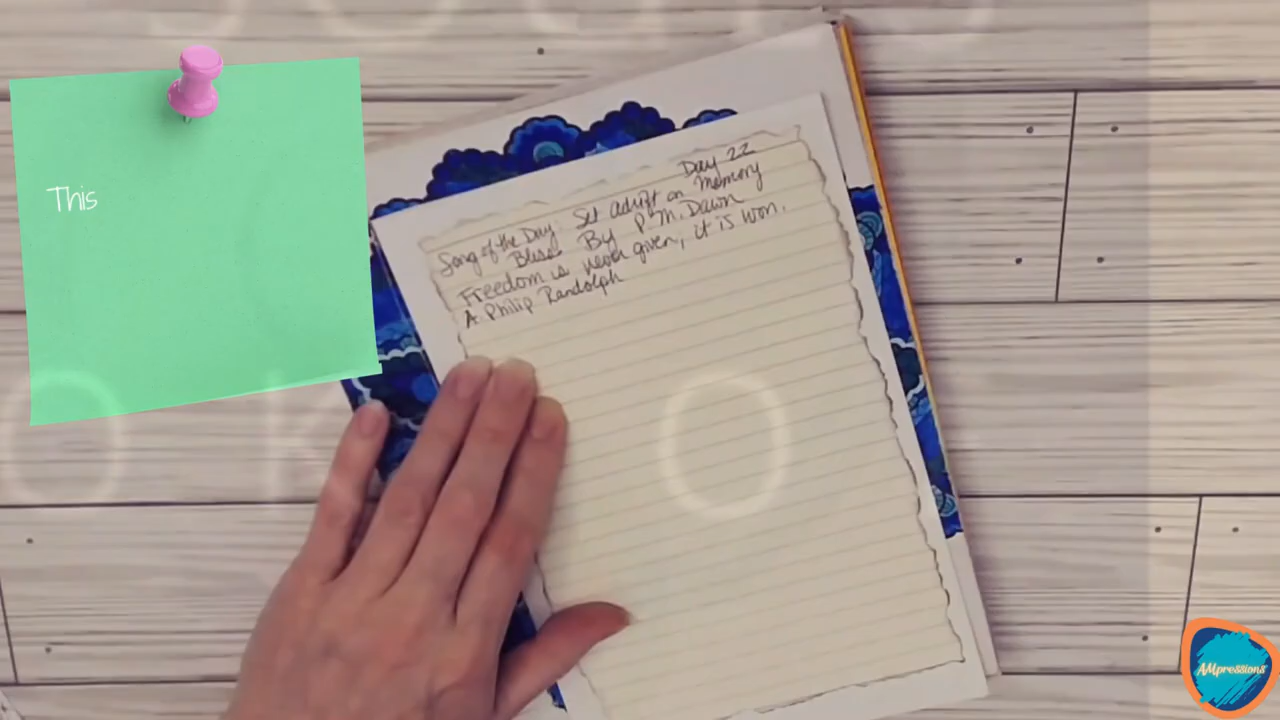 This
Day 22
Song of the Day: Set adrift on Memory
Bliss By P.M. Dawn
Freedom is never given, it is won.
A. Philip Randolph
O K O
AMpressions